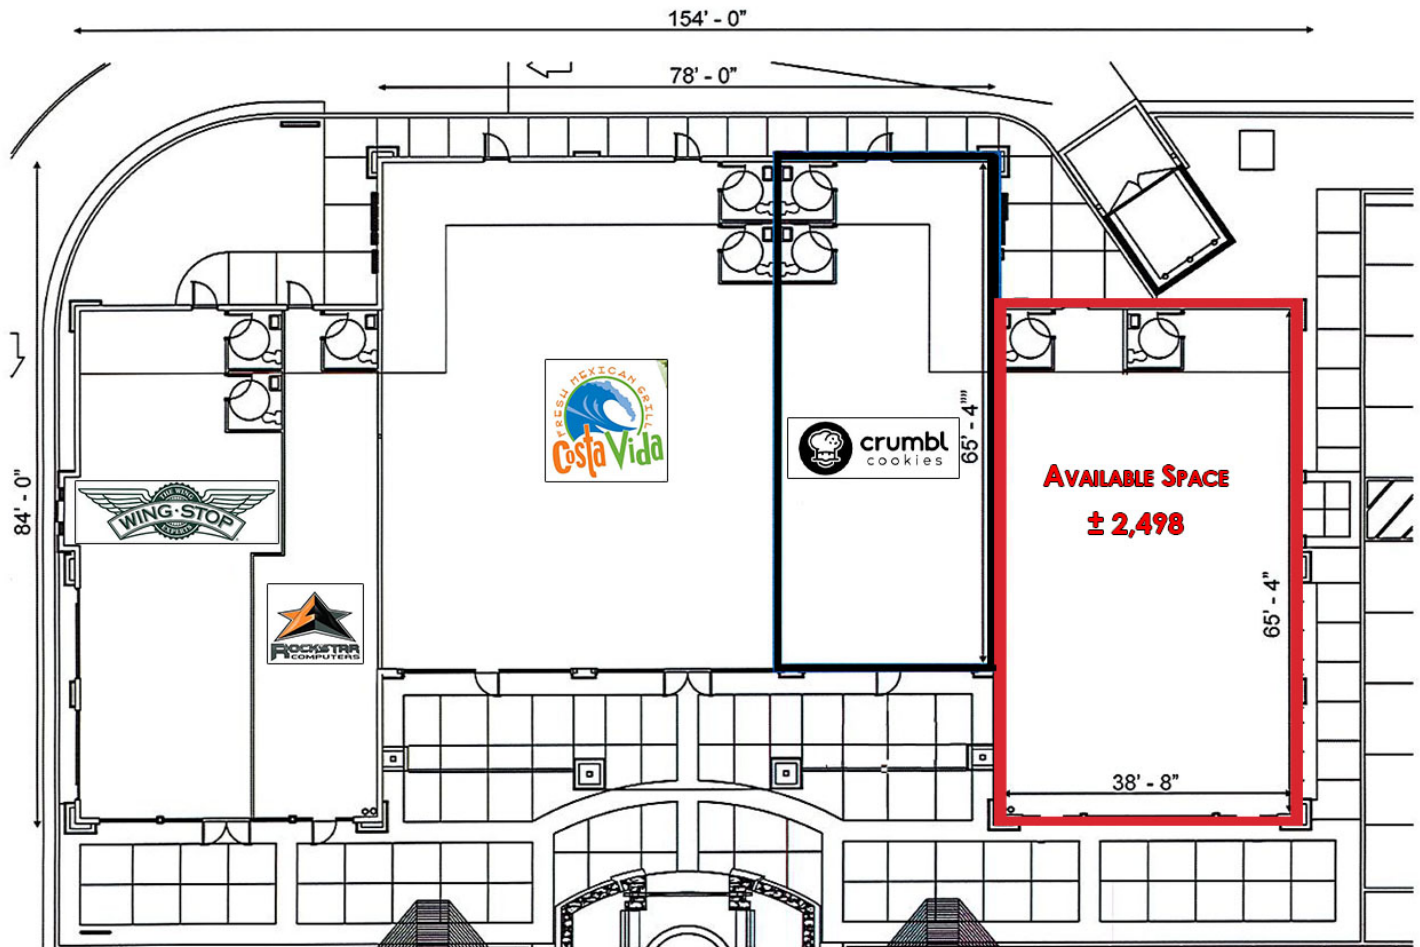 154' - 0"
78' - 0"
84' - 0"
FRESH MEXICAN GRILL
Costa Vida
crumbl
cookies
65' - 4""
AVAILABLE SPACE
± 2,498
THE WING
WING·STOP
EXPERTS
ROCKSTAR
COMPUTERS
65' - 4"
38' - 8"